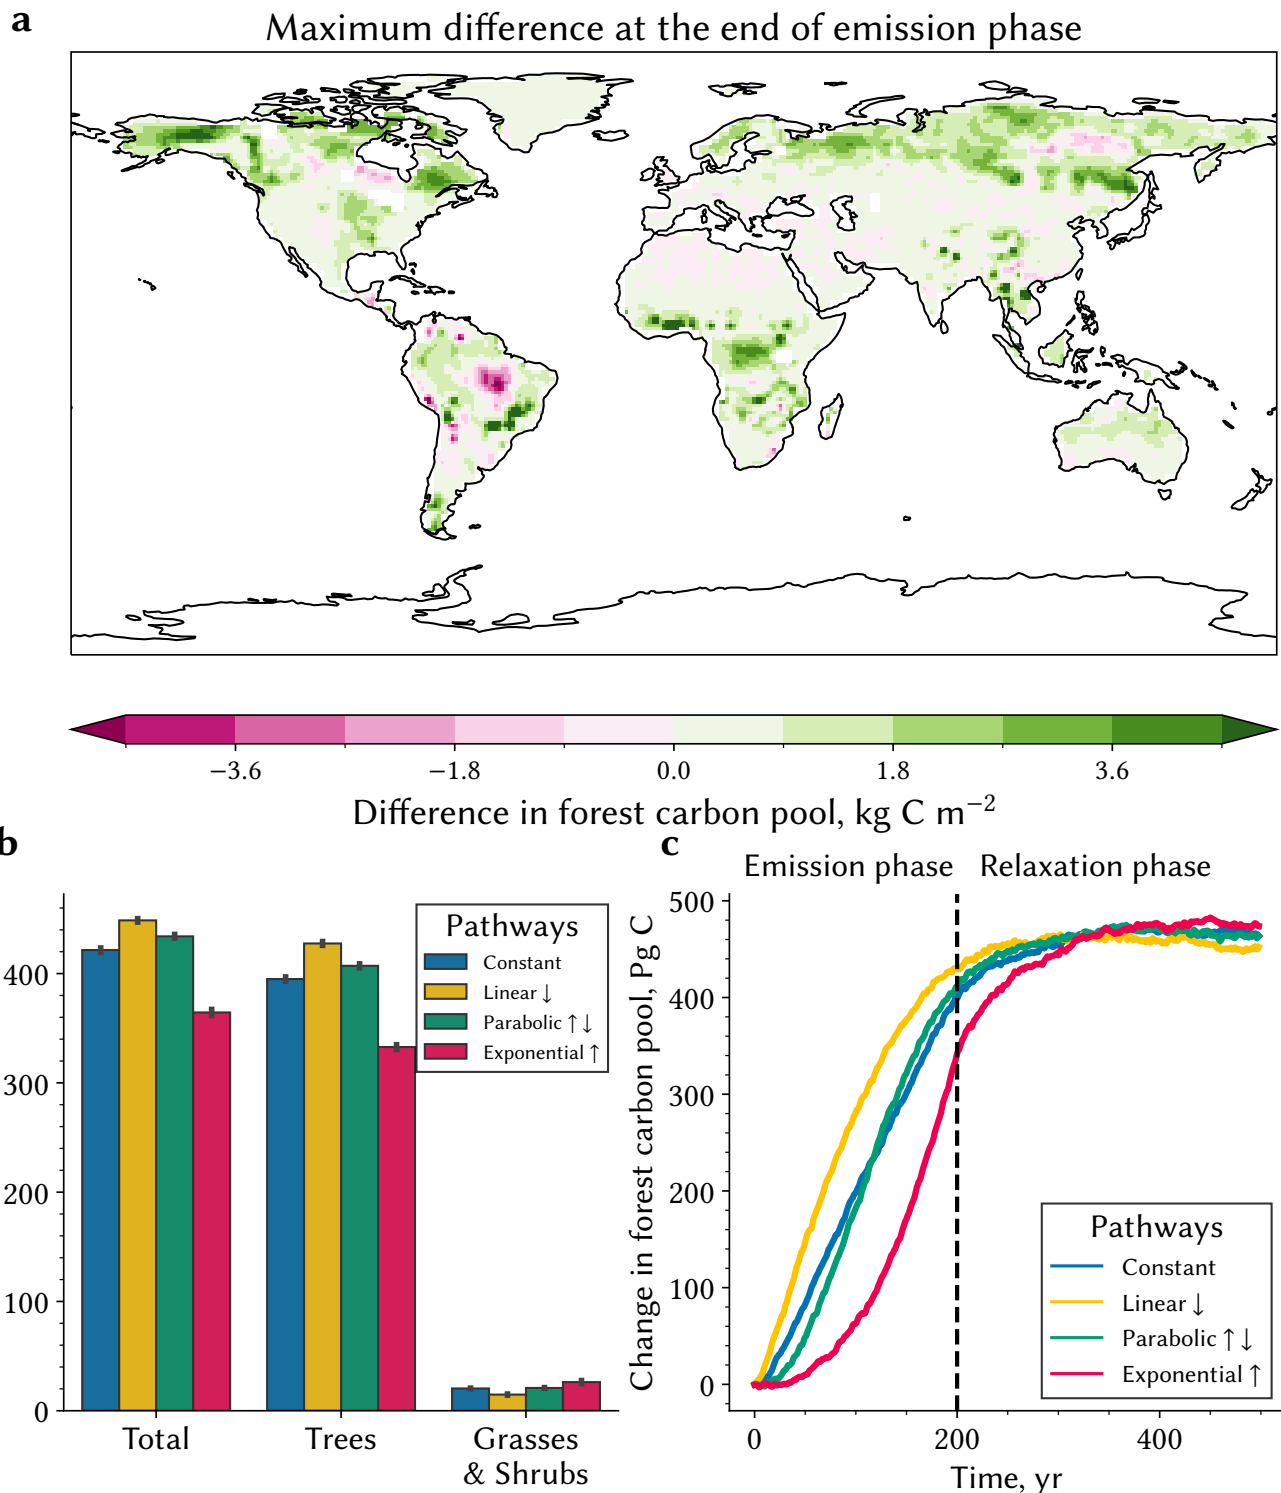 a
Maximum difference at the end of emission phase
−3.6 −1.8 0.0 1.8 3.6
Difference in forest carbon pool, kg C m⁻²
b
400
300
200
100
0
Total Trees Grasses
& Shrubs
Pathways
Constant
Linear ↓
Parabolic ↑↓
Exponential ↑
c
Emission phase Relaxation phase
Change in forest carbon pool, Pg C
500
400
300
200
100
0
0 200 400
Time, yr
Pathways
Constant
Linear ↓
Parabolic ↑↓
Exponential ↑